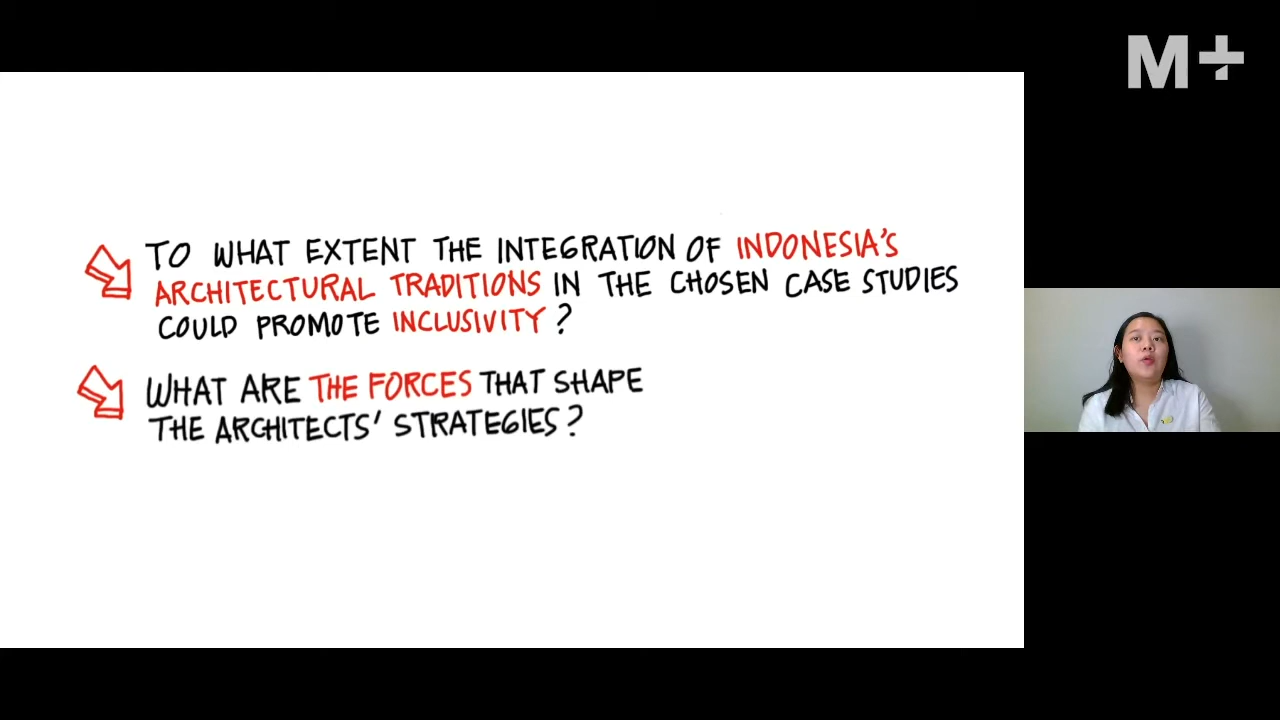 M+
TO WHAT EXTENT THE INTEGRATION OF INDONESIA'S
ARCHITECTURAL TRADITIONS IN THE CHOSEN CASE STUDIES
COULD PROMOTE INCLUSIVITY?
WHAT ARE THE FORCES THAT SHAPE
THE ARCHITECTS' STRATEGIES?